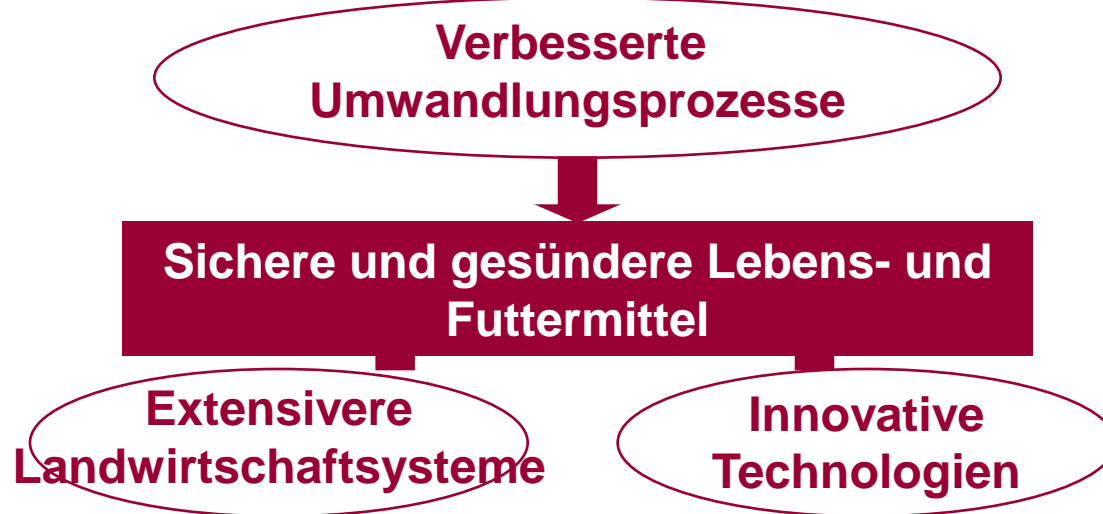 Verbesserte
Umwandlungsprozesse
Sichere und gesündere Lebens- und
Futtermittel
Extensivere
Landwirtschaftsysteme
Innovative
Technologien